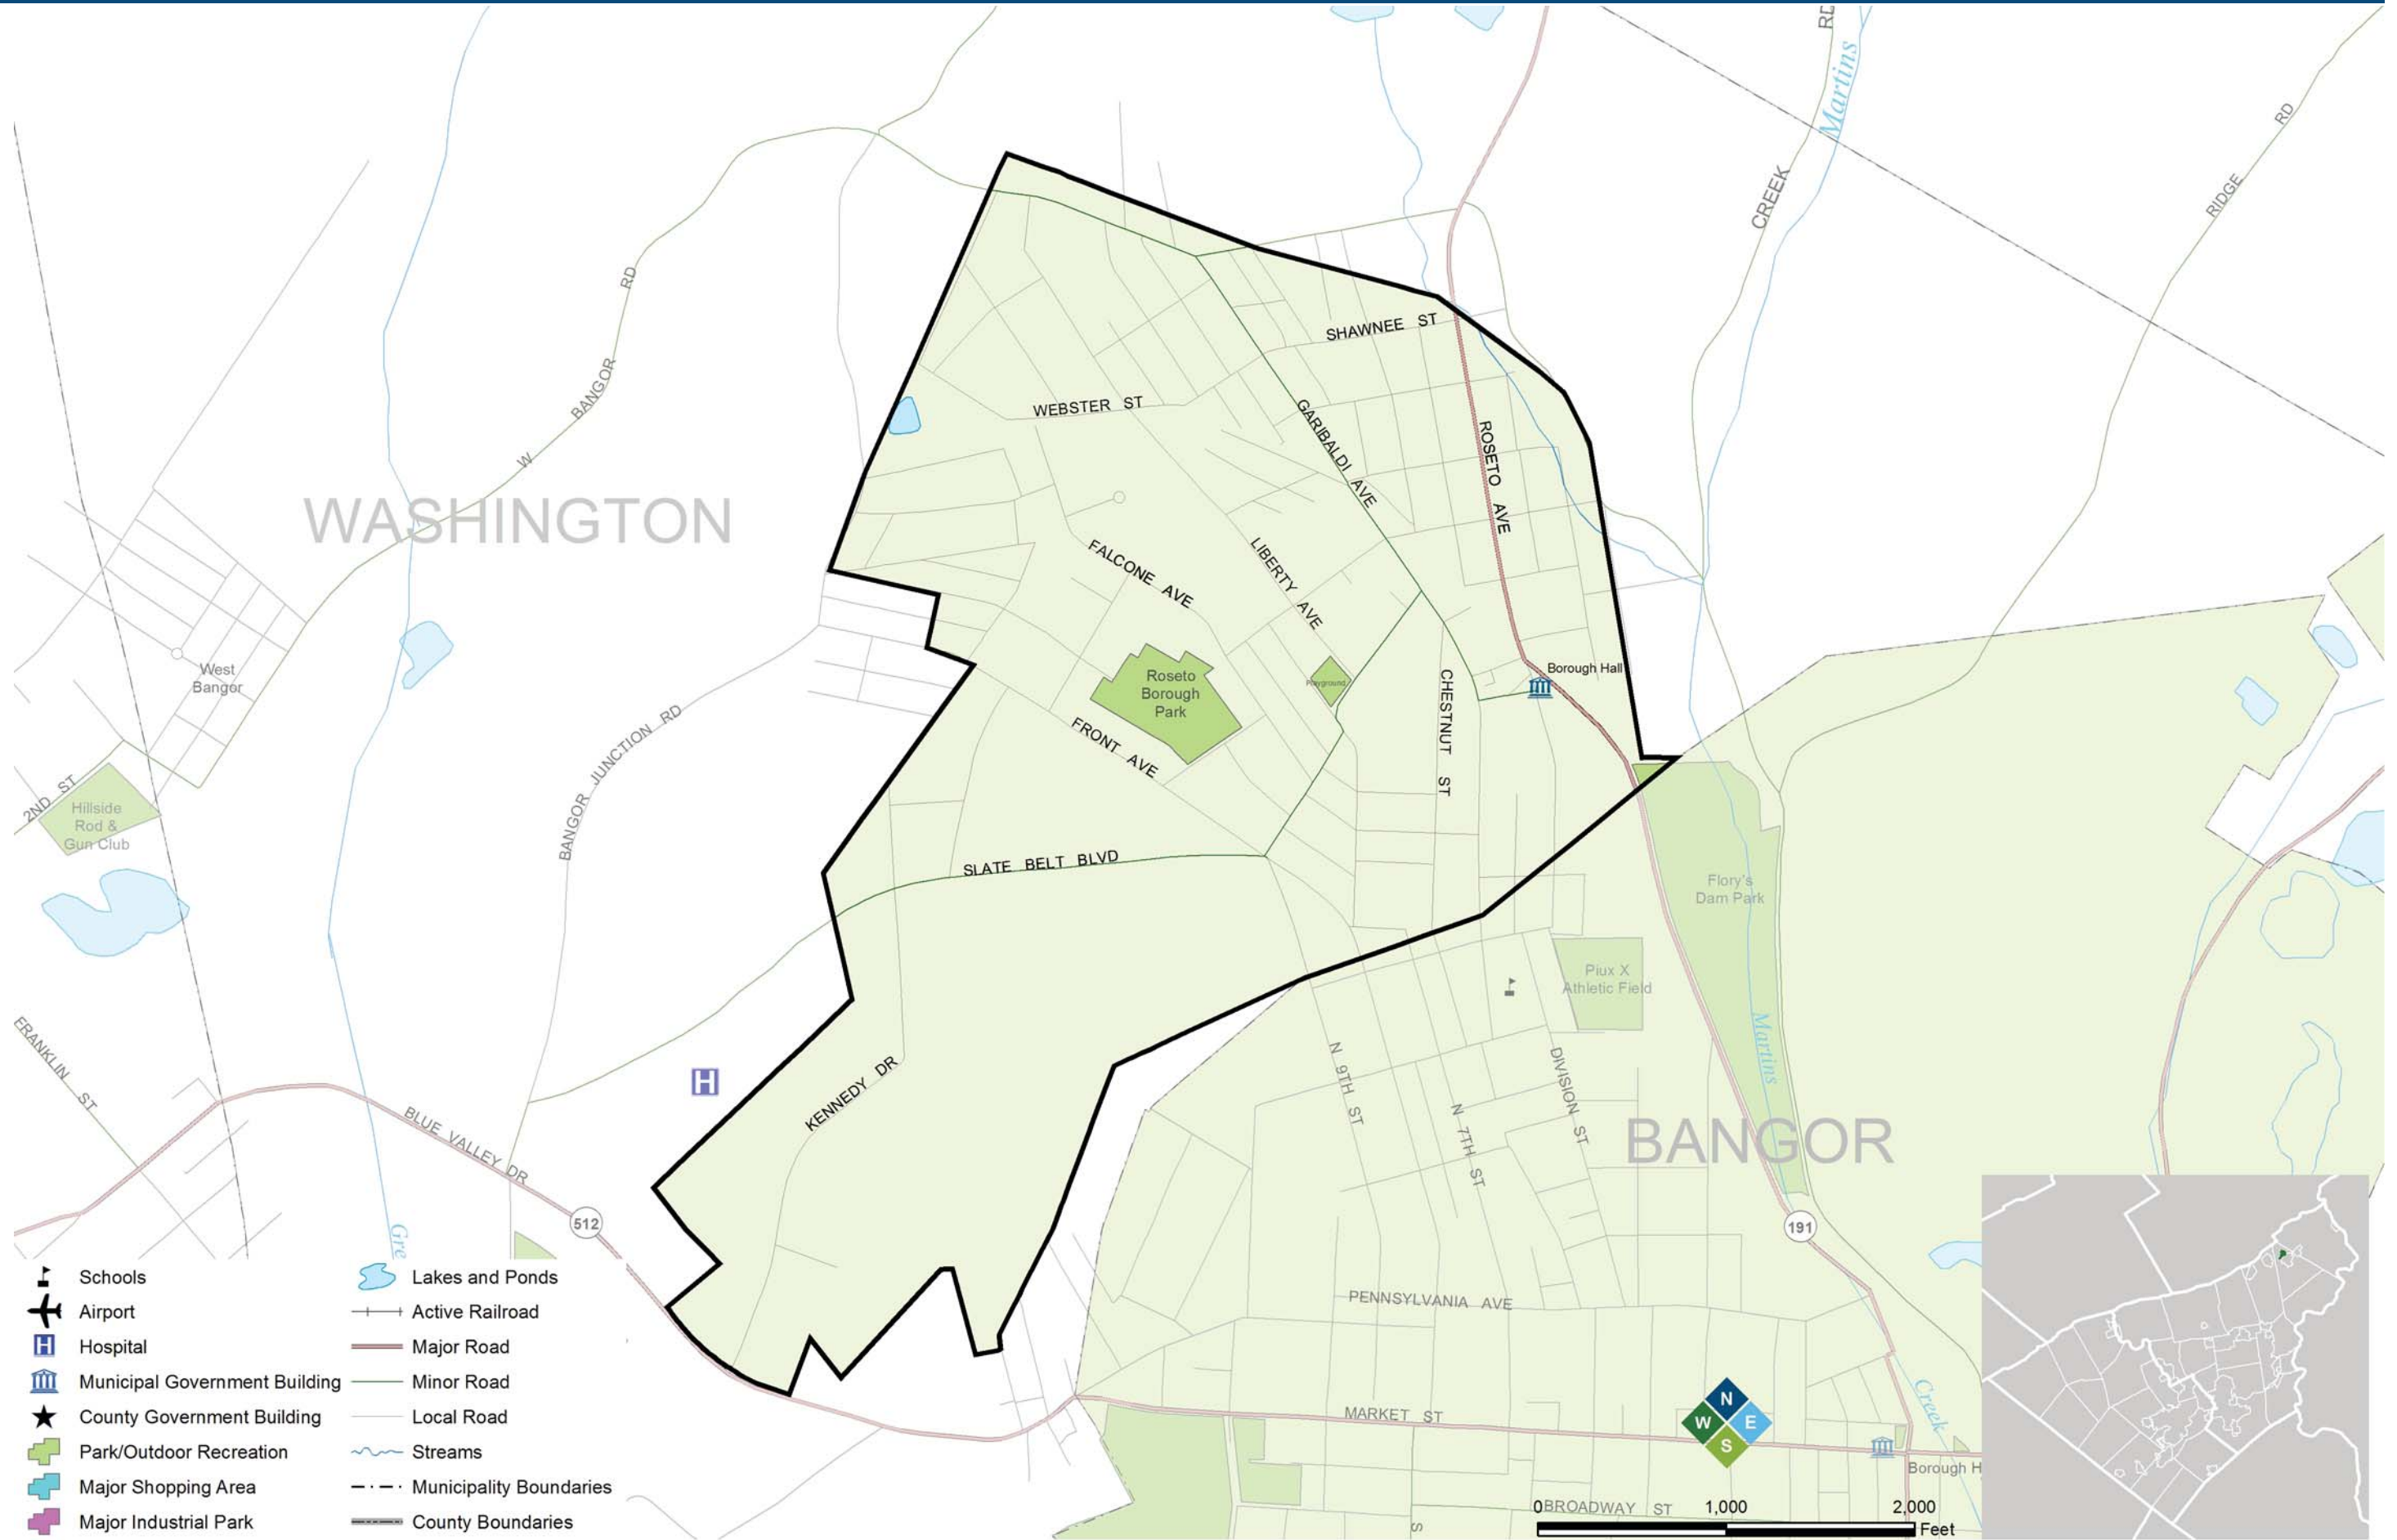 RD
Martins
CREEK
RIDGE
RD
SHAWNEE ST
W BANGOR RD
WEBSTER ST
GARIBALDI AVE
ROSETO AVE
WASHINGTON
FALCONE AVE
LIBERTY AVE
West
Bangor
Roseto
Borough
Park
Playground
Borough Hall
CHESTNUT ST
FRONT AVE
BANGOR JUNCTION RD
2ND ST
Hillside
Rod &
Gun Club
SLATE BELT BLVD
Flory's
Dam Park
Piux X
Athletic Field
Martins
FRANKLIN ST
H
KENNEDY DR
N 9TH ST
N 7TH ST
DIVISION ST
BLUE VALLEY DR
BANGOR
512
191
Gre
PENNSYLVANIA AVE
MARKET ST
Creek
Borough H
BROADWAY ST
S
N
W
E
S
0
1,000
2,000
Feet
Schools
Airport
H
Hospital
Municipal Government Building
County Government Building
Park/Outdoor Recreation
Major Shopping Area
Major Industrial Park
Lakes and Ponds
Active Railroad
Major Road
Minor Road
Local Road
Streams
Municipality Boundaries
County Boundaries